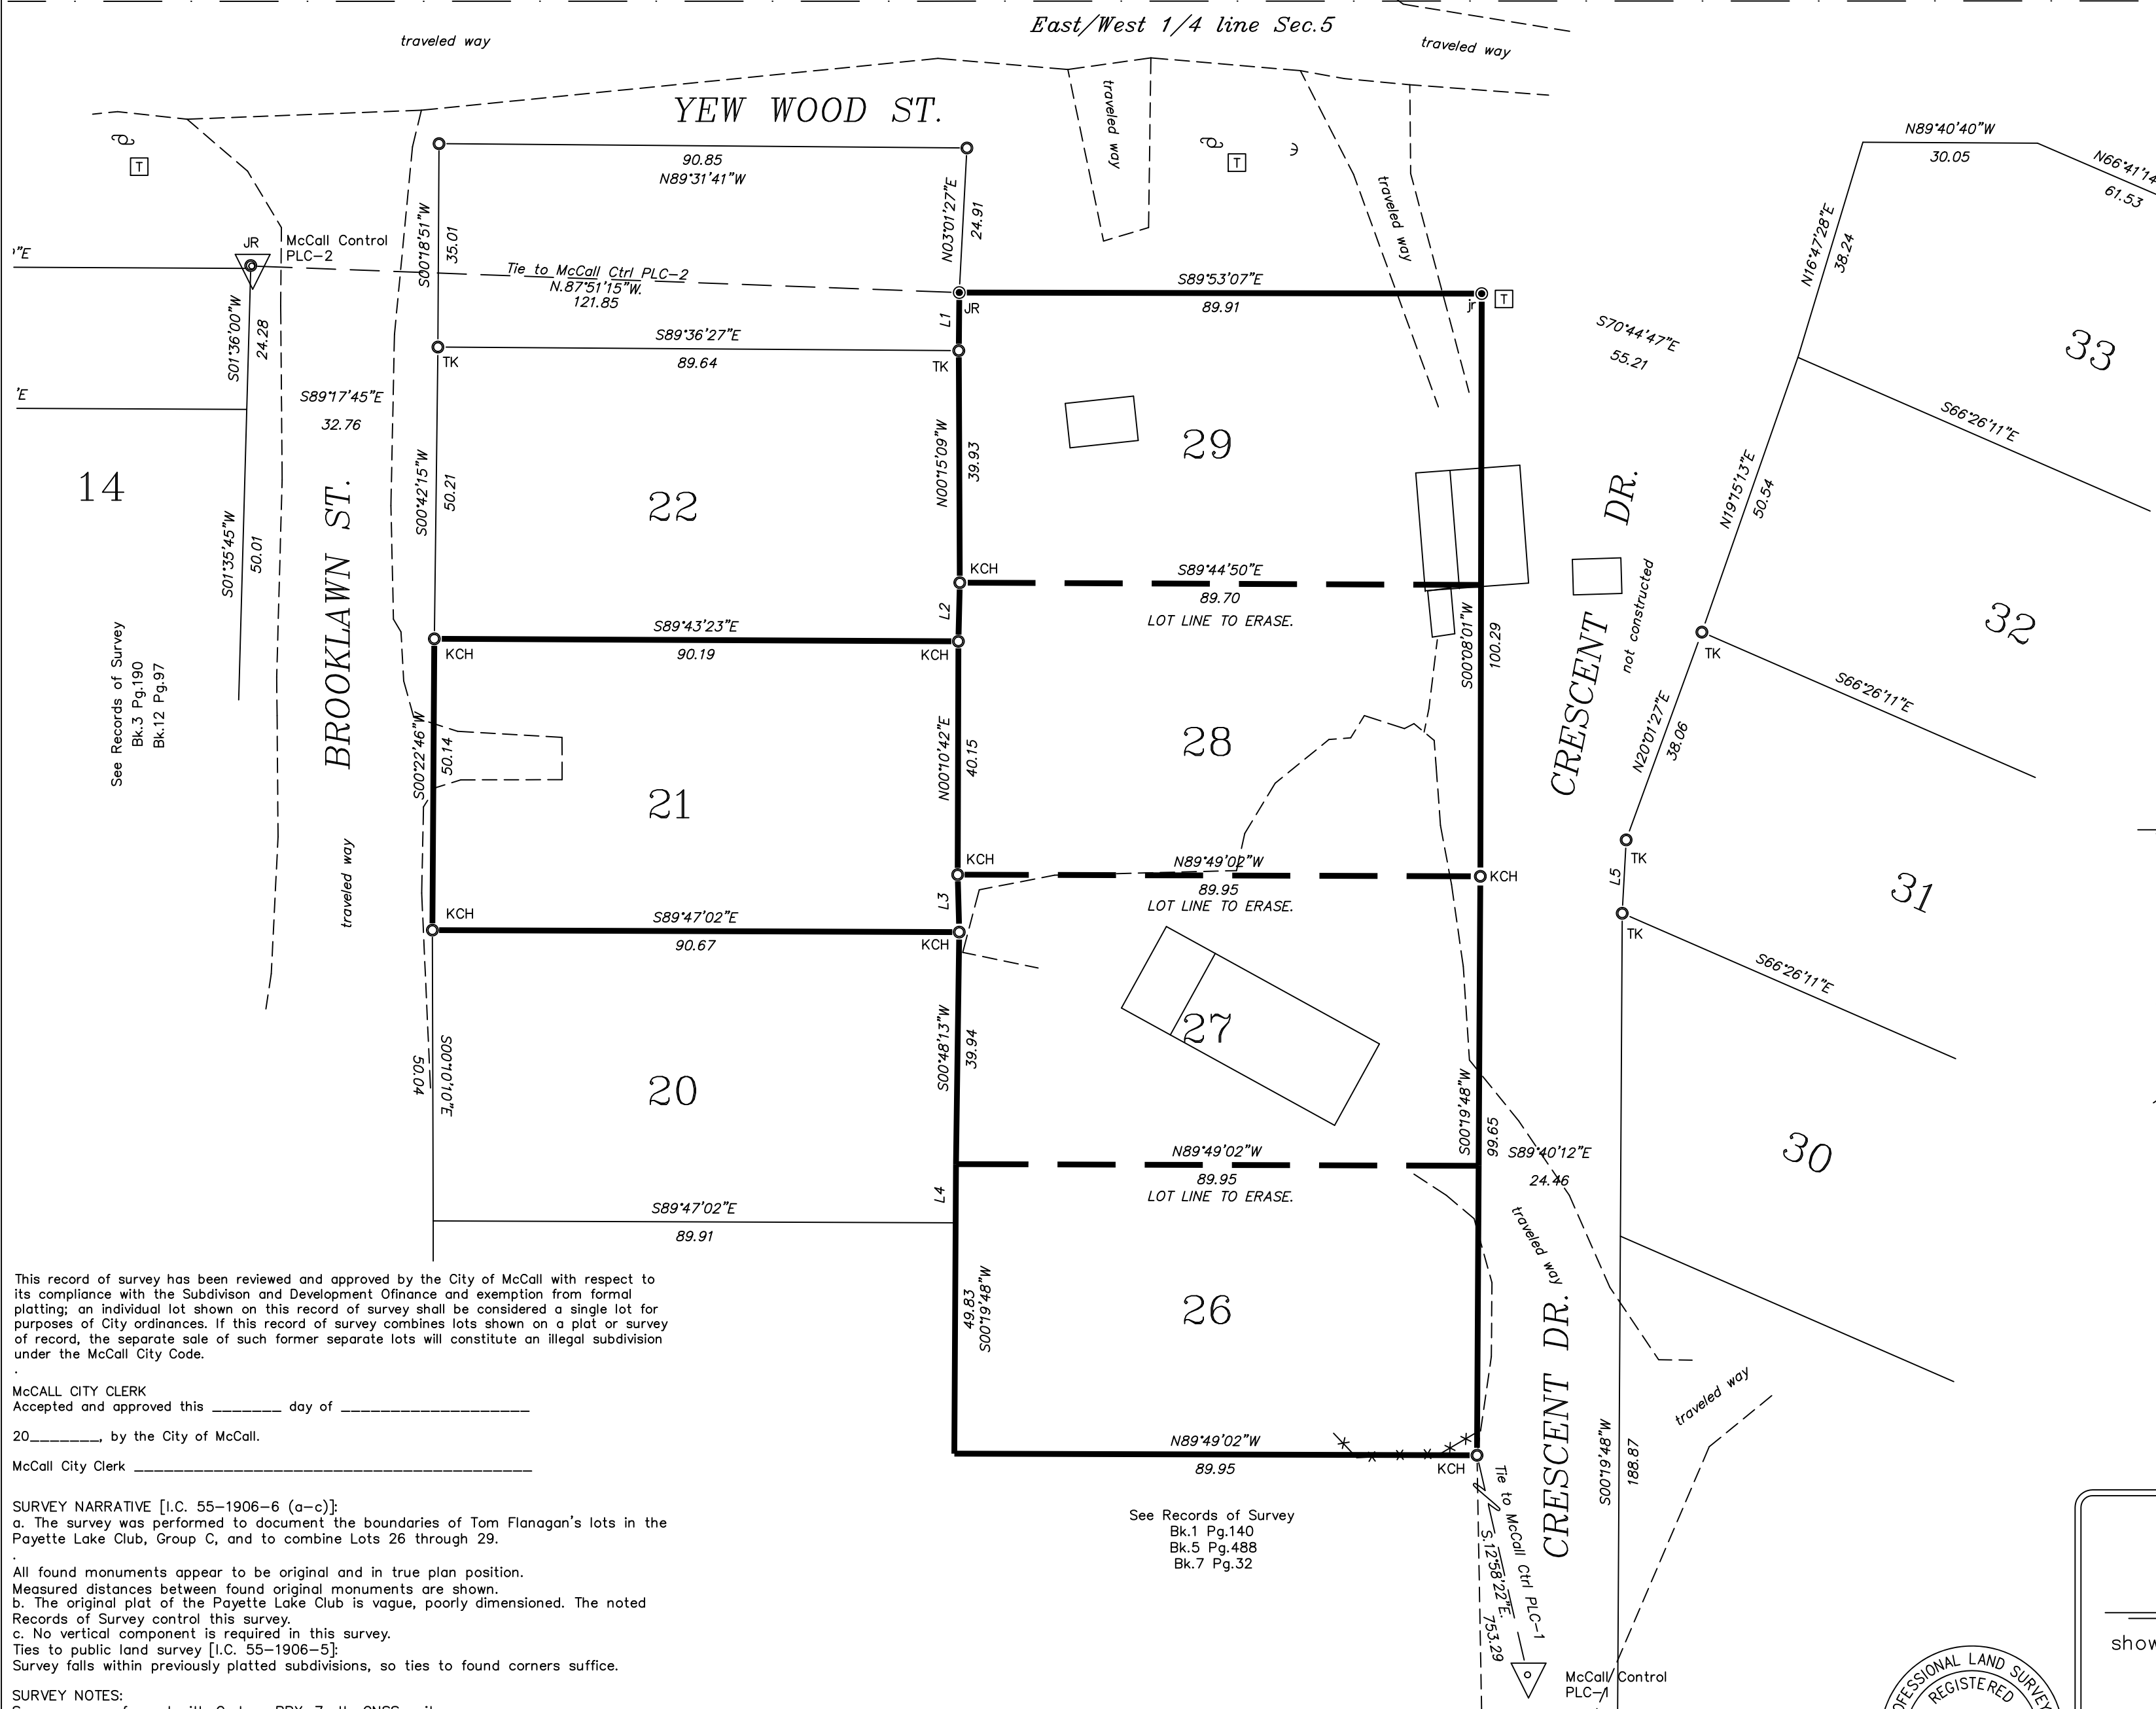 East/West 1/4 line Sec.5
traveled way
traveled way
YEW WOOD ST.
traveled way
T
T
90.85
N89°31'41"W
S00°18'51"W
35.01
N03°01'27"E
24.91
traveled way
N89°40'40"W
30.05
61.53
N16°47'28"E
38.24
"E
JR
McCall Control
PLC-2
Tie to McCall Ctrl PLC-2
N.87°51'15"W.
121.85
S89°53'07"E
89.91
JR
jr
T
L1
S01°36'00"W
24.28
S89°36'27"E
89.64
TK
TK
S70°44'47"E
55.21
33
'E
S89°17'45"E
32.76
S66°26'11"E
14
S00°42'15"W
50.21
22
N00°15'09"W
39.93
29
N19°15'13"E
50.54
S01°35'45"W
50.01
BROOKLAWN ST.
KCH
S89°44'50"E
89.70
LOT LINE TO ERASE.
L2
CRESCENT DR.
not constructed
32
S89°43'23"E
90.19
KCH
KCH
S00°08'01"W
100.29
TK
S66°26'11"E
See Records of Survey
Bk.3 Pg.190
Bk.12 Pg.97
S00°22'46"W
50.14
21
N00°10'42"E
40.15
28
N20°01'27"E
38.06
traveled way
KCH
N89°49'02"W
89.95
LOT LINE TO ERASE.
KCH
TK
L5
31
L3
KCH
S89°47'02"E
90.67
KCH
TK
S66°26'11"E
S00°10'10"E
50.04
20
S00°48'13"W
39.94
27
S00°19'48"W
99.65
S89°40'12"E
24.46
30
N89°49'02"W
89.95
LOT LINE TO ERASE.
L4
S89°47'02"E
89.91
traveled way
49.83
S00°19'48"W
26
CRESCENT DR.
traveled way
S00°19'48"W
188.87
N89°49'02"W
89.95
KCH
Tie to McCall Ctrl PLC-1
S.12°58'22"E.
753.29
See Records of Survey
Bk.1 Pg.140
Bk.5 Pg.488
Bk.7 Pg.32
McCall Control
PLC-1
This record of survey has been reviewed and approved by the City of McCall with respect to
its compliance with the Subdivison and Development Ofinance and exemption from formal
platting; an individual lot shown on this record of survey shall be considered a single lot for
purposes of City ordinances. If this record of survey combines lots shown on a plat or survey
of record, the separate sale of such former separate lots will constitute an illegal subdivision
under the McCall City Code.
.
McCALL CITY CLERK
Accepted and approved this _______ day of ___________________
20_______, by the City of McCall.
McCall City Clerk ________________________________________
SURVEY NARRATIVE [I.C. 55-1906-6 (a-c)]:
a. The survey was performed to document the boundaries of Tom Flanagan's lots in the
Payette Lake Club, Group C, and to combine Lots 26 through 29.
.
All found monuments appear to be original and in true plan position.
Measured distances between found original monuments are shown.
b. The original plat of the Payette Lake Club is vague, poorly dimensioned. The noted
Records of Survey control this survey.
c. No vertical component is required in this survey.
Ties to public land survey [I.C. 55-1906-5]:
Survey falls within previously platted subdivisions, so ties to found corners suffice.
SURVEY NOTES:
show
LAND SURVEY
REGISTERED